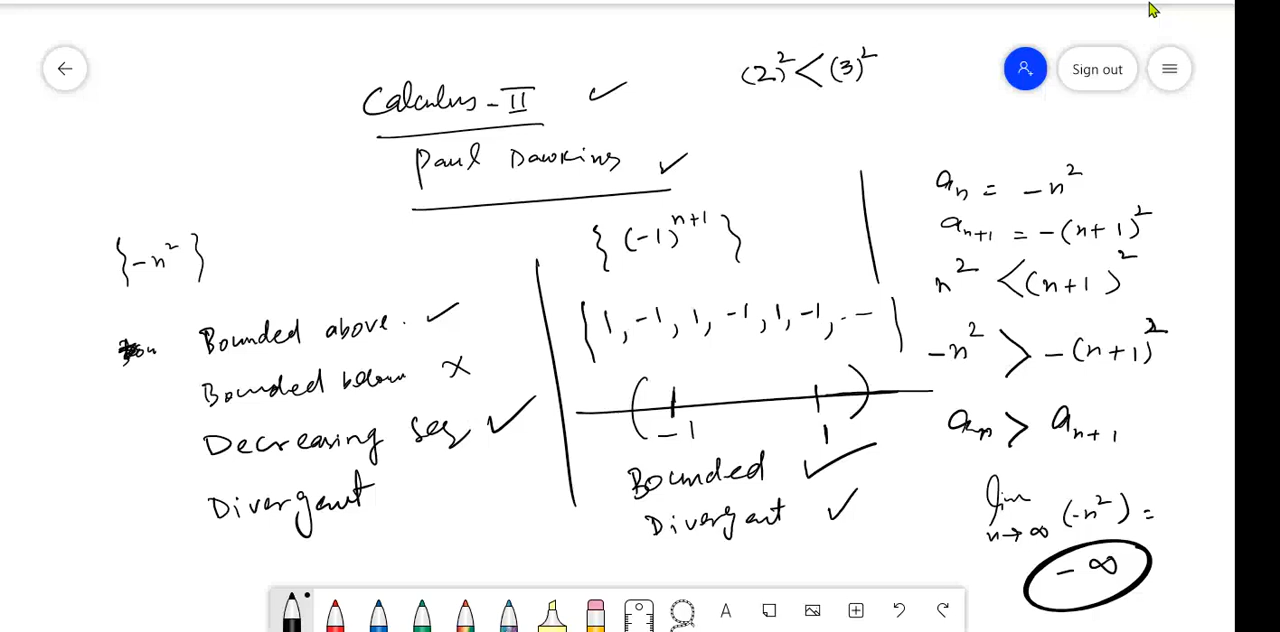 (2)² < (3)²
Sign out
Calculus - II ✓
Paul Dawkins ✓
{-n²}
Bounded above. ✓
Bounded below ×
Decreasing seq ✓
Divergent
{(-1)ⁿ⁺¹}
{1, -1, 1, -1, 1, -1, ...}
-1 1
Bounded ✓
Divergent ✓
aₙ = -n²
aₙ₊₁ = -(n+1)²
n² < (n+1)²
-n² > -(n+1)²
aₙ > aₙ₊₁
lim n→∞ (-n²) =
-∞
A